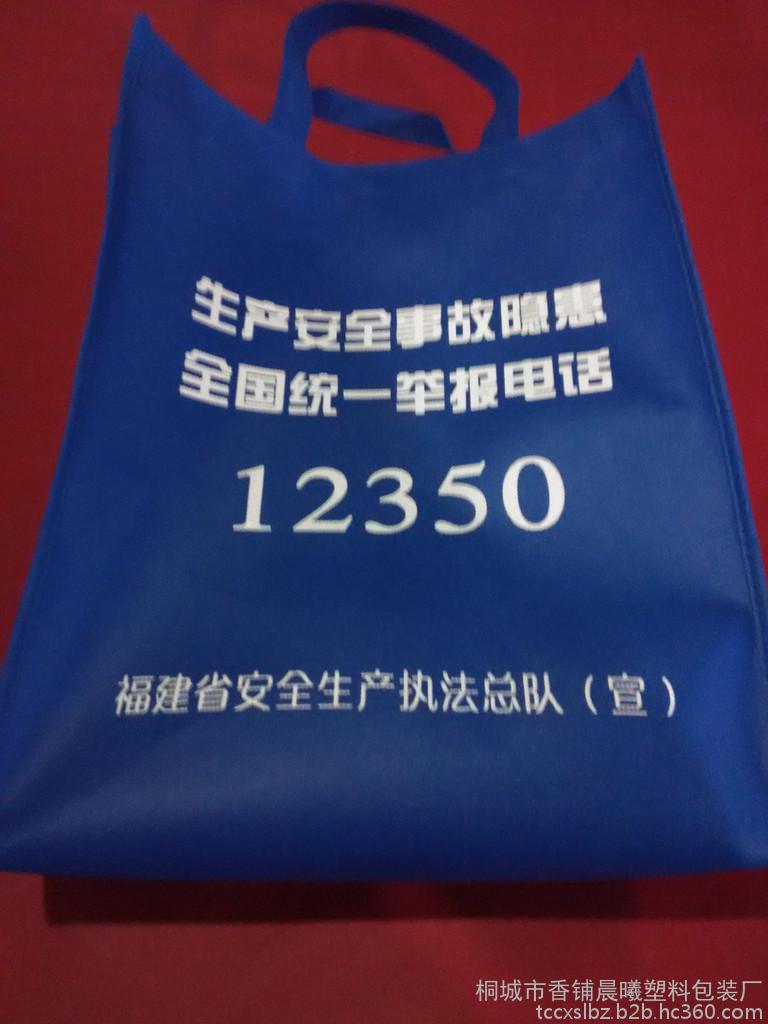 生产安全事故隐患
全国统一举报电话
12350
福建省安全生产执法总队（宣）
桐城市香铺晨曦塑料包装厂
tccxslbz.b2b.hc360.com